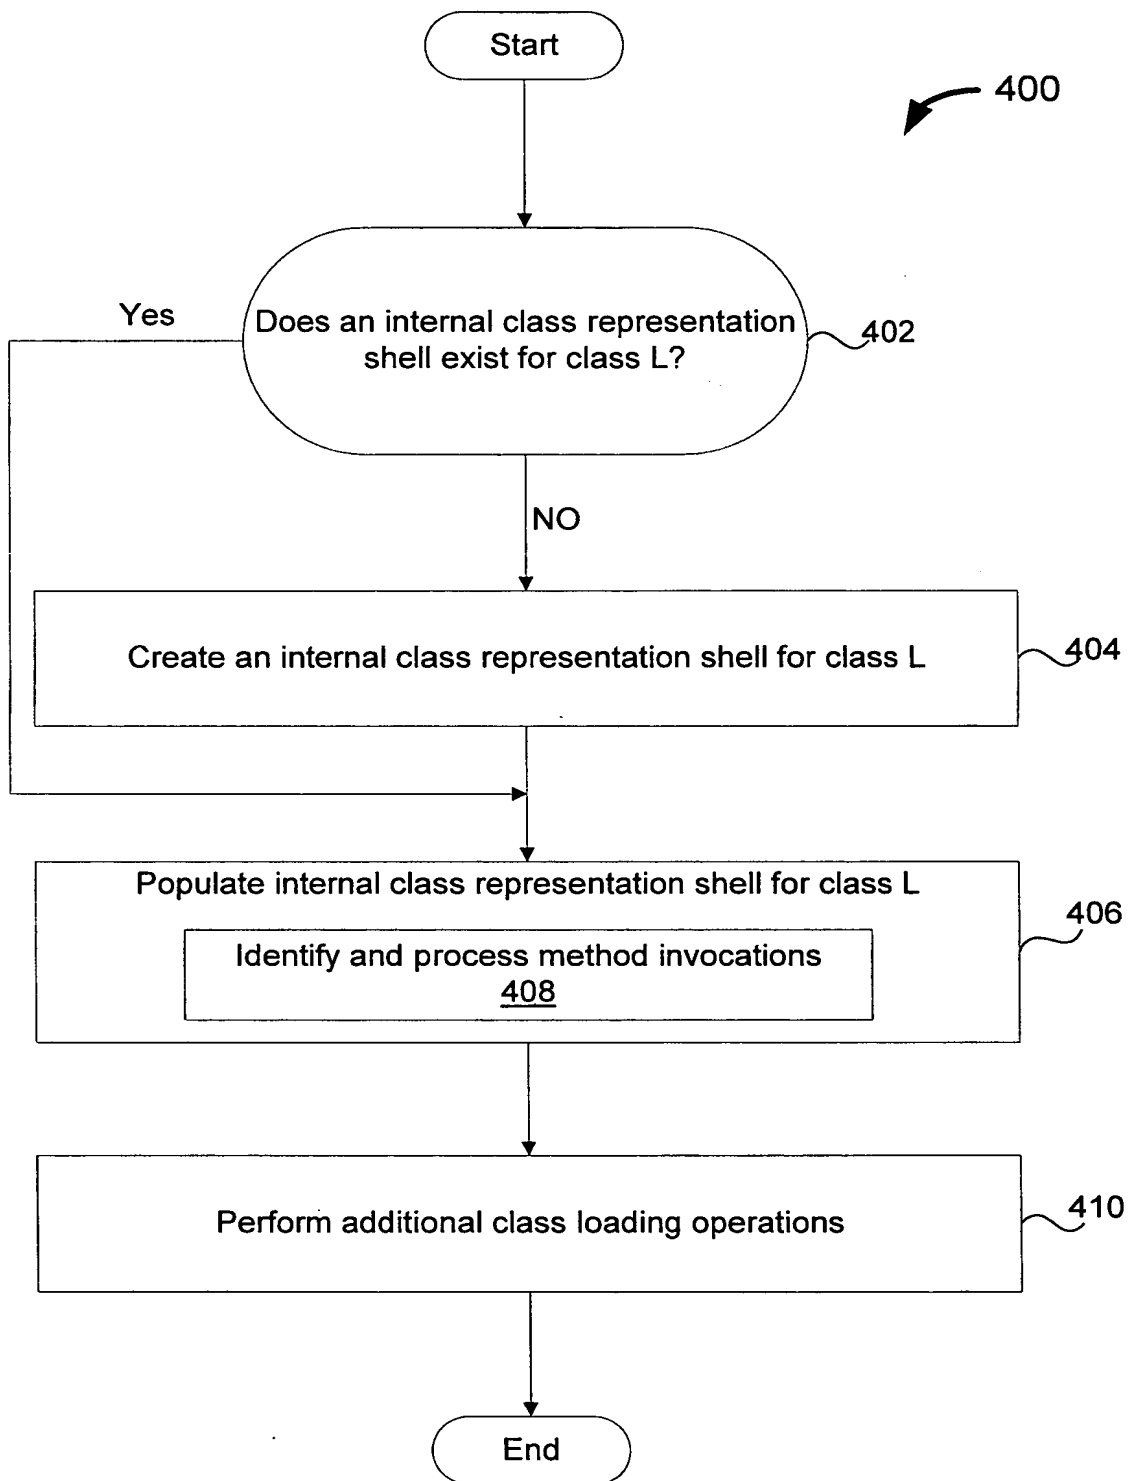 Start
400
Does an internal class representation
shell exist for class L?
402
Yes
NO
Create an internal class representation shell for class L
404
Populate internal class representation shell for class L
406
Identify and process method invocations
408
Perform additional class loading operations
410
End